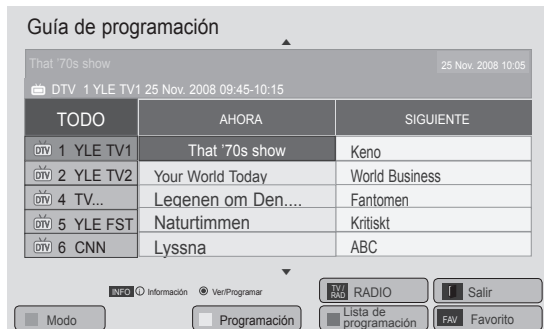 Guía de programación
That '70s show 25 Nov. 2008 10:05
DTV 1 YLE TV1 25 Nov. 2008 09:45-10:15
TODO AHORA SIGUIENTE
DTV 1 YLE TV1 That '70s show Keno
DTV 2 YLE TV2 Your World Today World Business
DTV 4 TV... Legenen om Den.... Fantomen
DTV 5 YLE FST Naturtimmen Kritiskt
DTV 6 CNN Lyssna ABC
INFO i Información Ver/Programar TV/RAD RADIO Salir
Modo Programación Lista de programación FAV Favorito